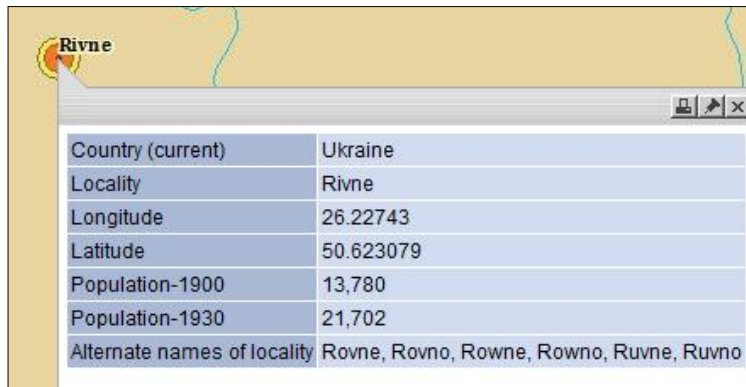 Rivne
Country (current) Ukraine
Locality Rivne
Longitude 26.22743
Latitude 50.623079
Population-1900 13,780
Population-1930 21,702
Alternate names of locality Rovne, Rovno, Rowne, Rowno, Ruvne, Ruvno